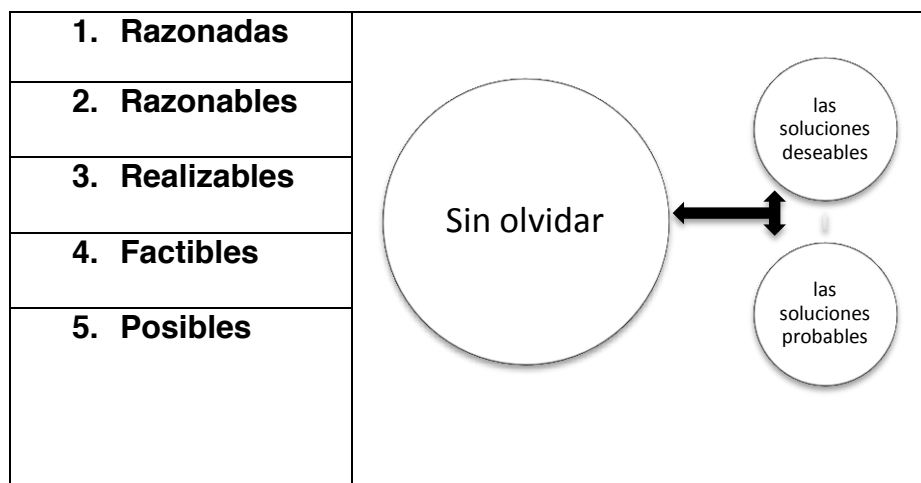 1. Razonadas
2. Razonables
3. Realizables
4. Factibles
5. Posibles
Sin olvidar
las
soluciones
deseables
las
soluciones
probables